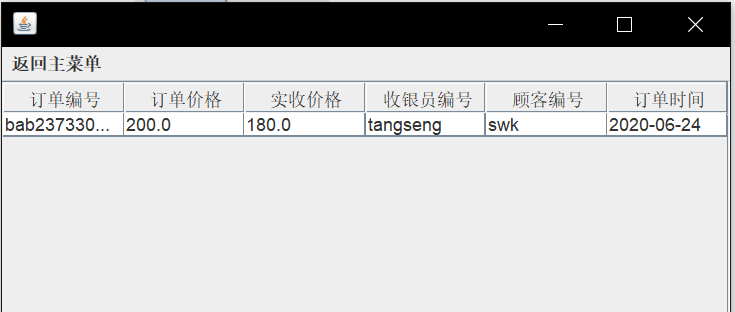 返回主菜单
订单编号 订单价格 实收价格 收银员编号 顾客编号 订单时间
bab237330... 200.0 180.0 tangseng swk 2020-06-24